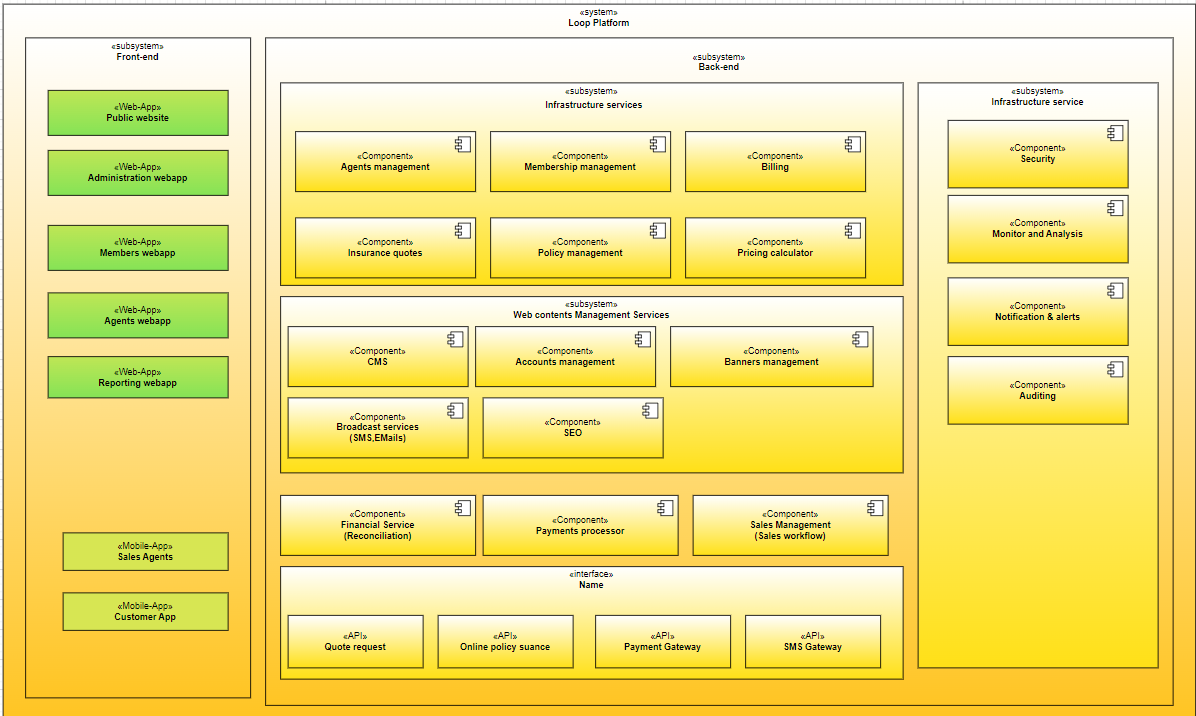 «system»
Loop Platform
«subsystem»
Front-end
«Web-App»
Public website
«Web-App»
Administration webapp
«Web-App»
Members webapp
«Web-App»
Agents webapp
«Web-App»
Reporting webapp
«Mobile-App»
Sales Agents
«Mobile-App»
Customer App
«subsystem»
Back-end
«subsystem»
Infrastructure services
«Component»
Agents management
«Component»
Membership management
«Component»
Billing
«Component»
Insurance quotes
«Component»
Policy management
«Component»
Pricing calculator
«subsystem»
Web contents Management Services
«Component»
CMS
«Component»
Accounts management
«Component»
Banners management
«Component»
Broadcast services
(SMS,EMails)
«Component»
SEO
«Component»
Financial Service
(Reconciliation)
«Component»
Payments processor
«Component»
Sales Management
(Sales workflow)
«interface»
Name
«API»
Quote request
«API»
Online policy suance
«API»
Payment Gateway
«API»
SMS Gateway
«subsystem»
Infrastructure service
«Component»
Security
«Component»
Monitor and Analysis
«Component»
Notification & alerts
«Component»
Auditing